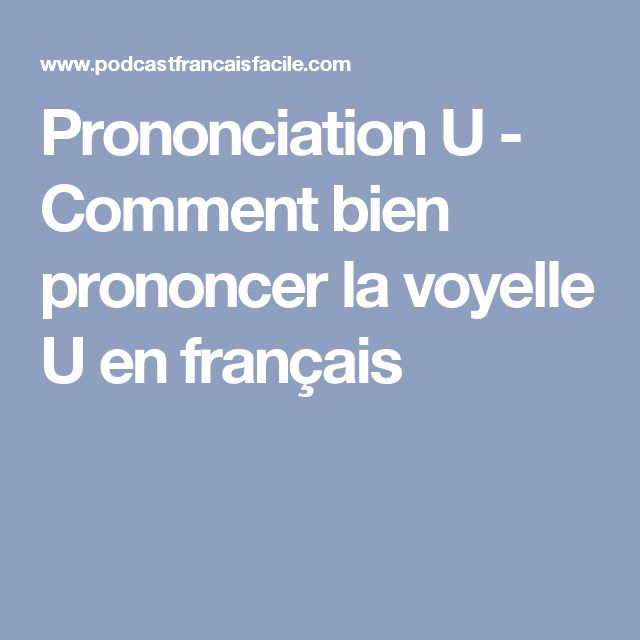 www.podcastfrancaisfacile.com
Prononciation U -
Comment bien
prononcer la voyelle
U en français